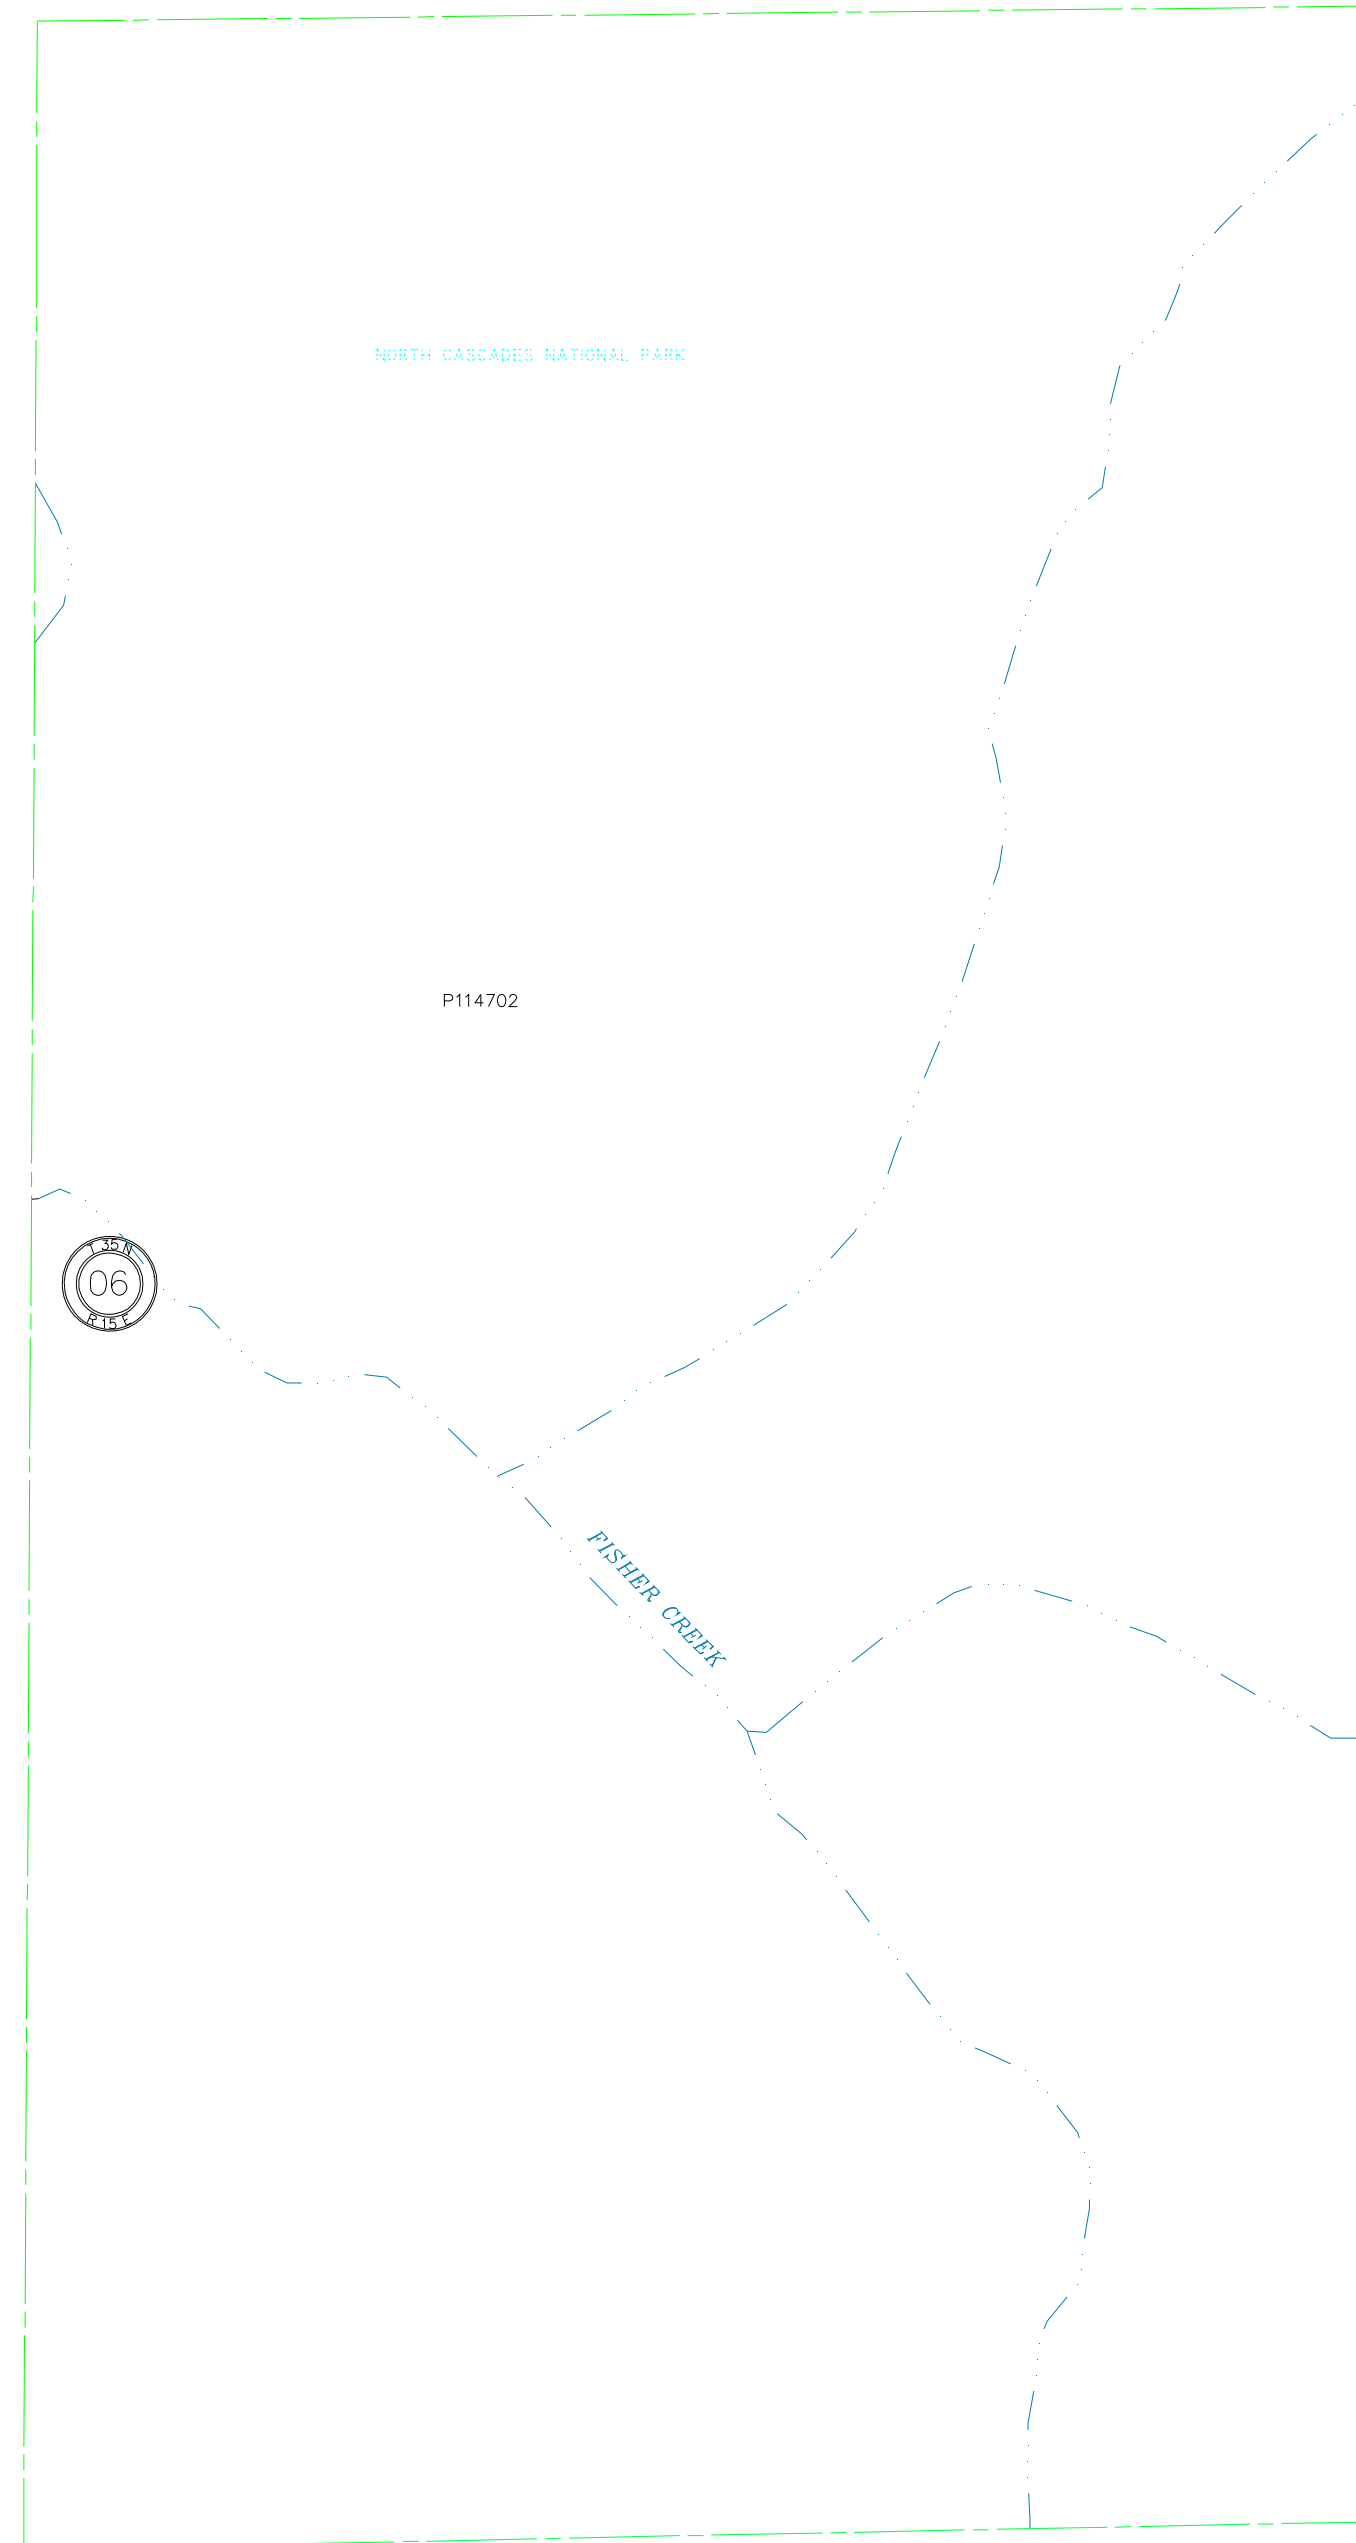 NORTH CASCADES NATIONAL PARK
P114702
T 35 N
06
R 15 E
FISHER CREEK